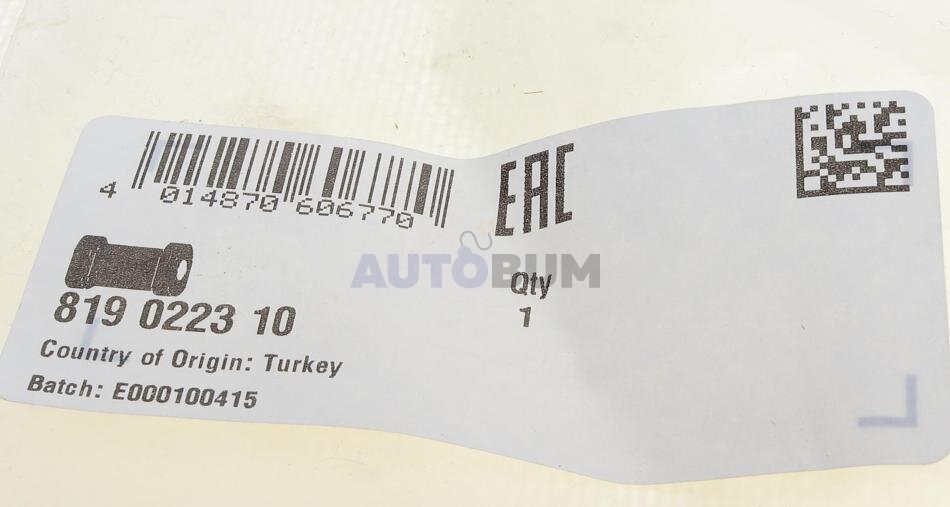 4 014870 606770
EAC
AUTOBUM
Qty
1
819 0223 10
Country of Origin: Turkey
Batch: E000100415